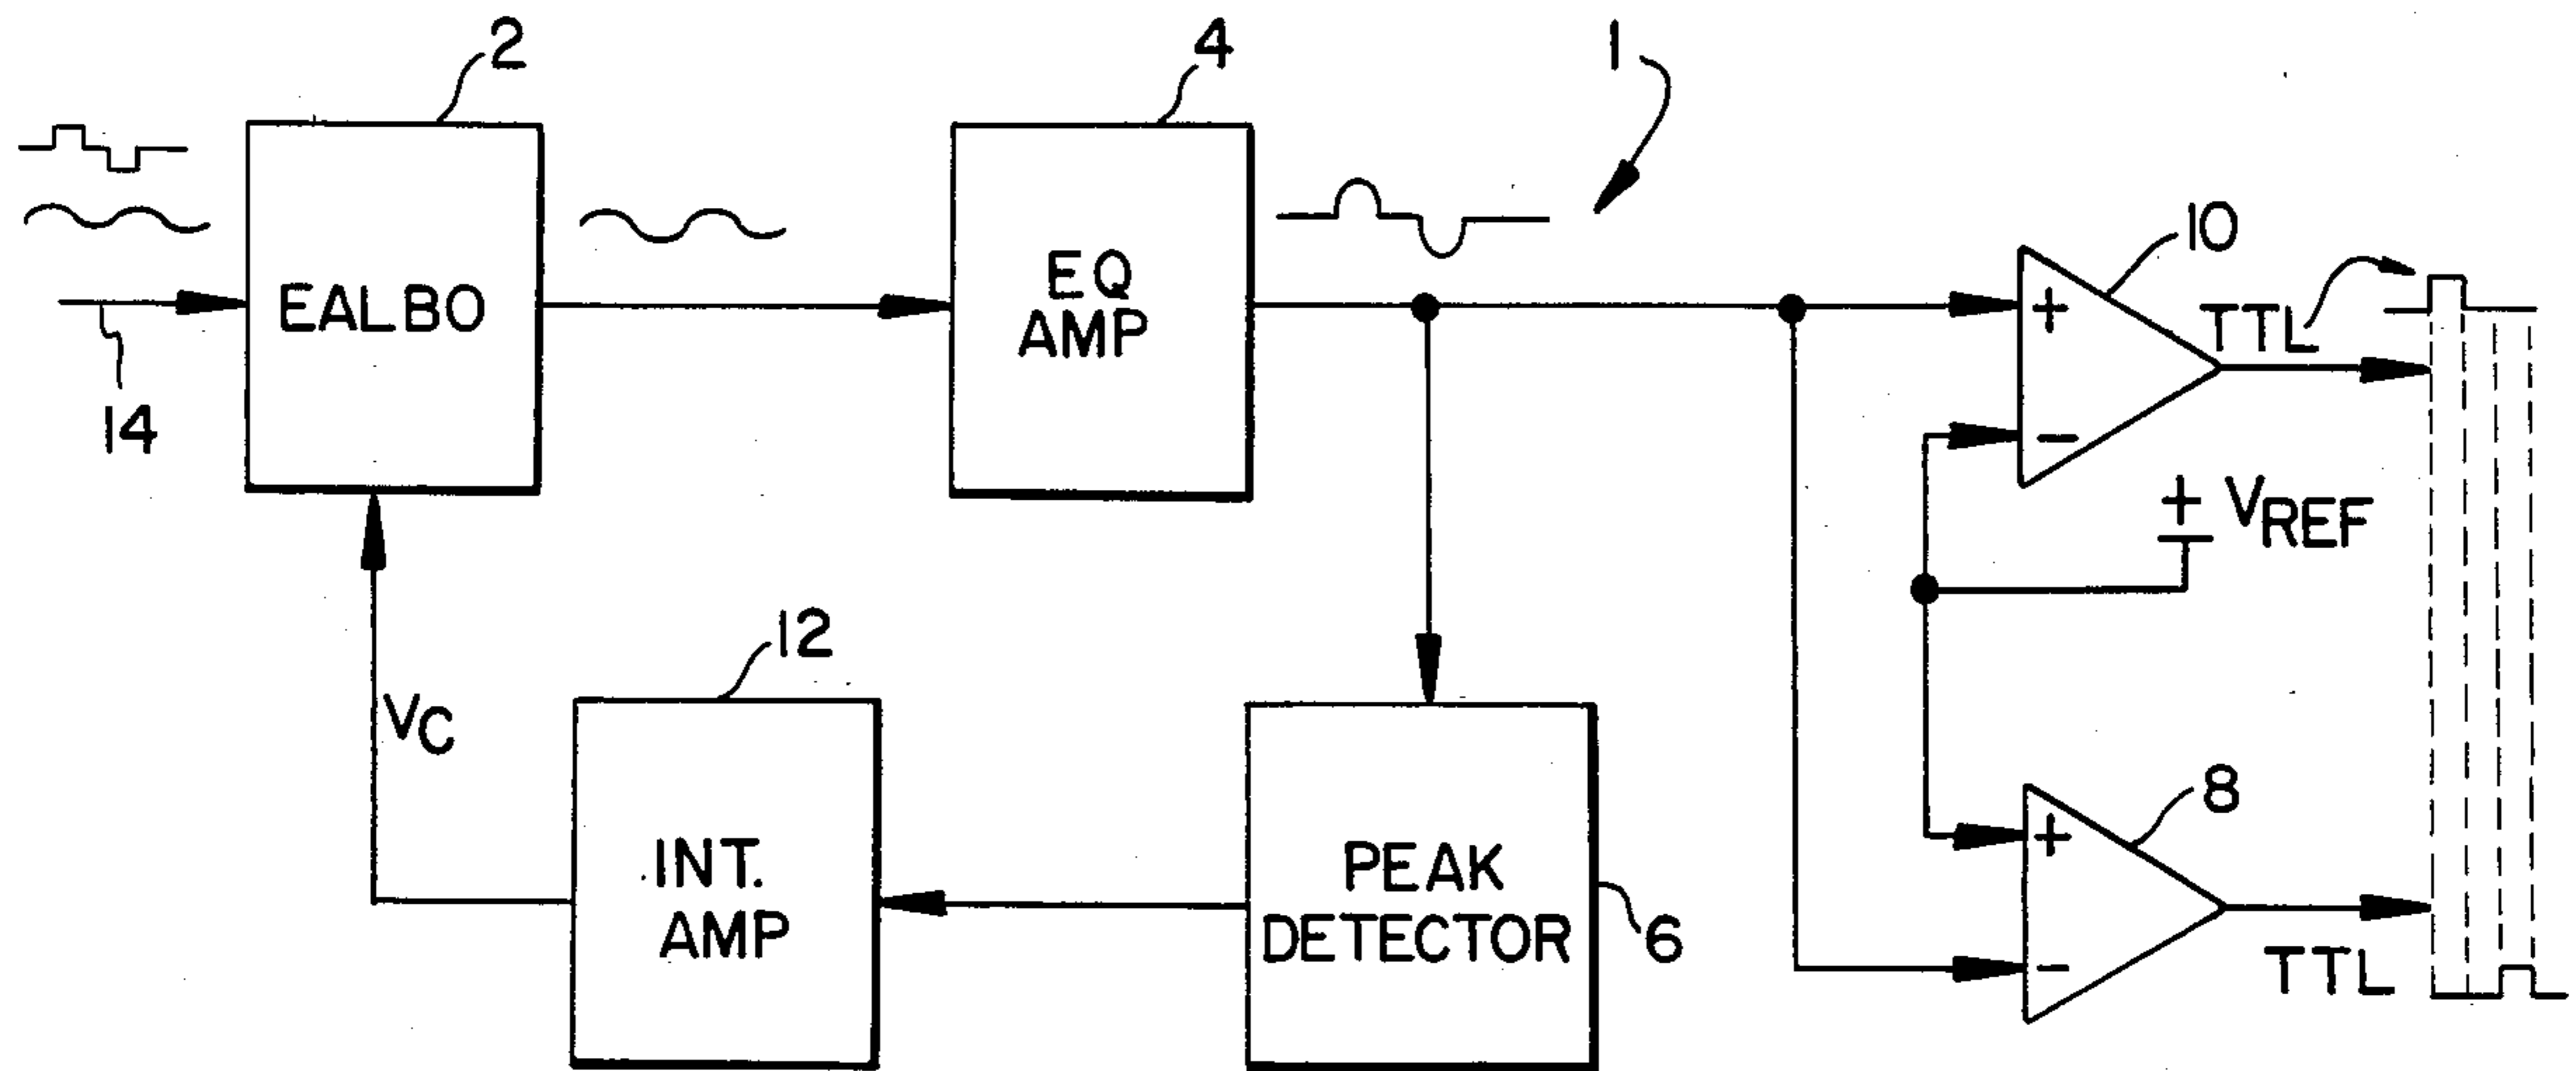 2
4
1
14
EALBO
EQ
AMP
10
+
−
TTL
+ VREF
VC
12
INT.
AMP
PEAK
DETECTOR
6
8
+
−
TTL